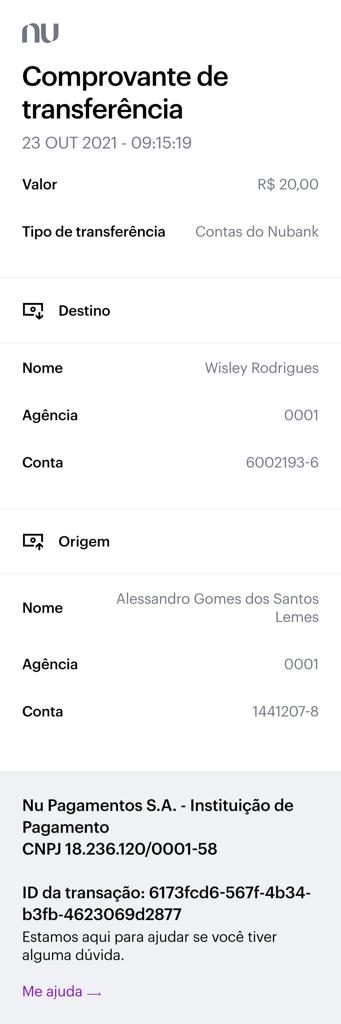 nu
Comprovante de
transferência
23 OUT 2021 - 09:15:19
Valor R$ 20,00
Tipo de transferência Contas do Nubank
Destino
Nome Wisley Rodrigues
Agência 0001
Conta 6002193-6
Origem
Nome Alessandro Gomes dos Santos
Lemes
Agência 0001
Conta 1441207-8
Nu Pagamentos S.A. - Instituição de
Pagamento
CNPJ 18.236.120/0001-58
ID da transação: 6173fcd6-567f-4b34-
b3fb-4623069d2877
Estamos aqui para ajudar se você tiver
alguma dúvida.
Me ajuda →